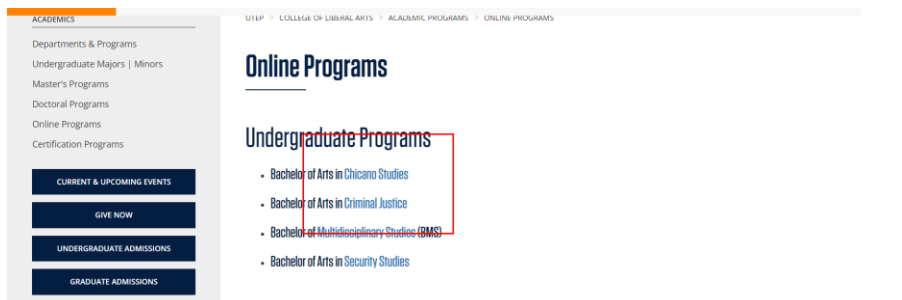 ACADEMICS
Departments & Programs
Undergraduate Majors | Minors
Master's Programs
Doctoral Programs
Online Programs
Certification Programs
CURRENT & UPCOMING EVENTS
GIVE NOW
UNDERGRADUATE ADMISSIONS
GRADUATE ADMISSIONS
UTEP > COLLEGE OF LIBERAL ARTS > ACADEMIC PROGRAMS > ONLINE PROGRAMS
Online Programs
Undergraduate Programs
• Bachelor of Arts in Chicano Studies
• Bachelor of Arts in Criminal Justice
• Bachelor of Multidisciplinary Studies (BMS)
• Bachelor of Arts in Security Studies